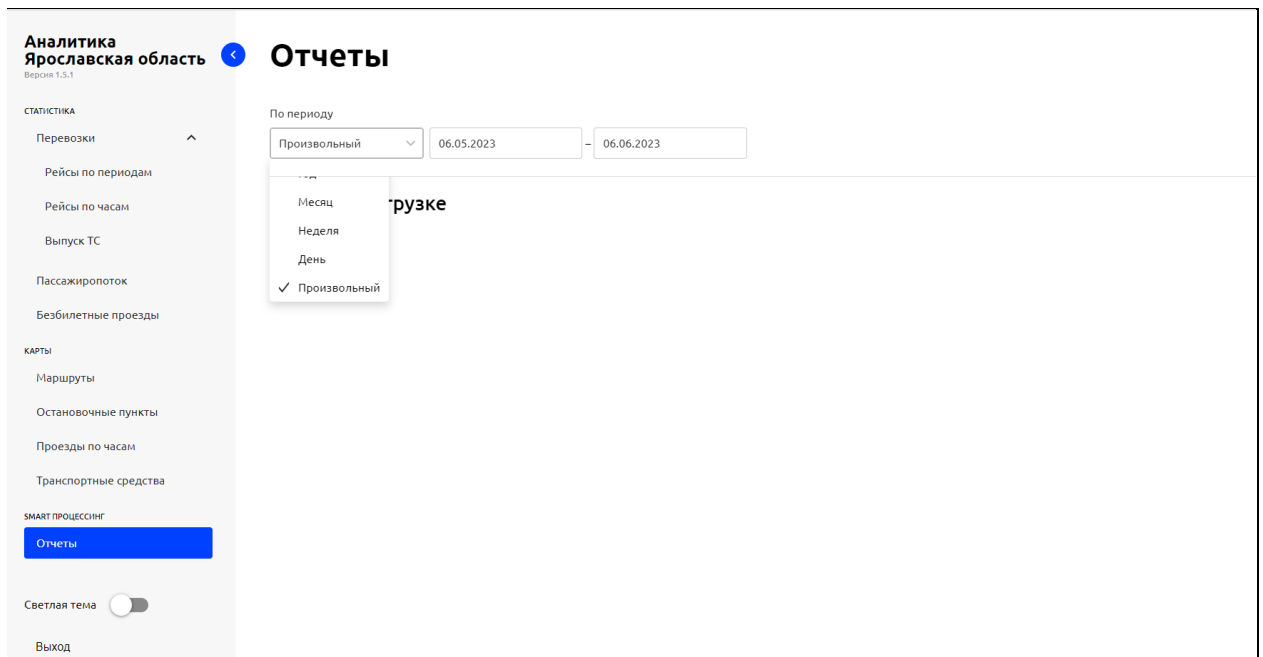 Аналитика
Ярославская область
Версия 1.5.1
СТАТИСТИКА
Перевозки
Рейсы по периодам
Рейсы по часам
Выпуск ТС
Пассажиропоток
Безбилетные проезды
КАРТЫ
Маршруты
Остановочные пункты
Проезды по часам
Транспортные средства
SMART ПРОЦЕССИНГ
Отчеты
Светлая тема
Выход
Отчеты
По периоду
Произвольный
06.05.2023 – 06.06.2023
Месяц
Неделя
День
Произвольный
грузке